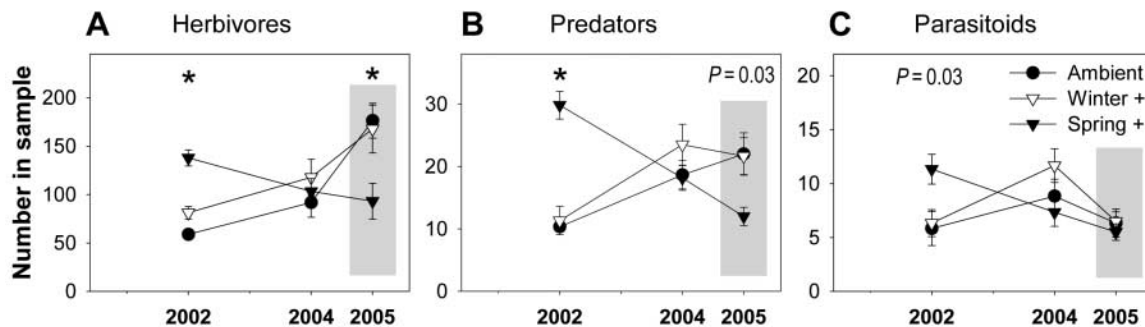 A Herbivores
B Predators
C Parasitoids
Number in sample
200
150
100
50
0
* *
2002 2004 2005
30
20
10
0
* P = 0.03
2002 2004 2005
20
15
10
5
0
P = 0.03
Ambient
Winter +
Spring +
2002 2004 2005